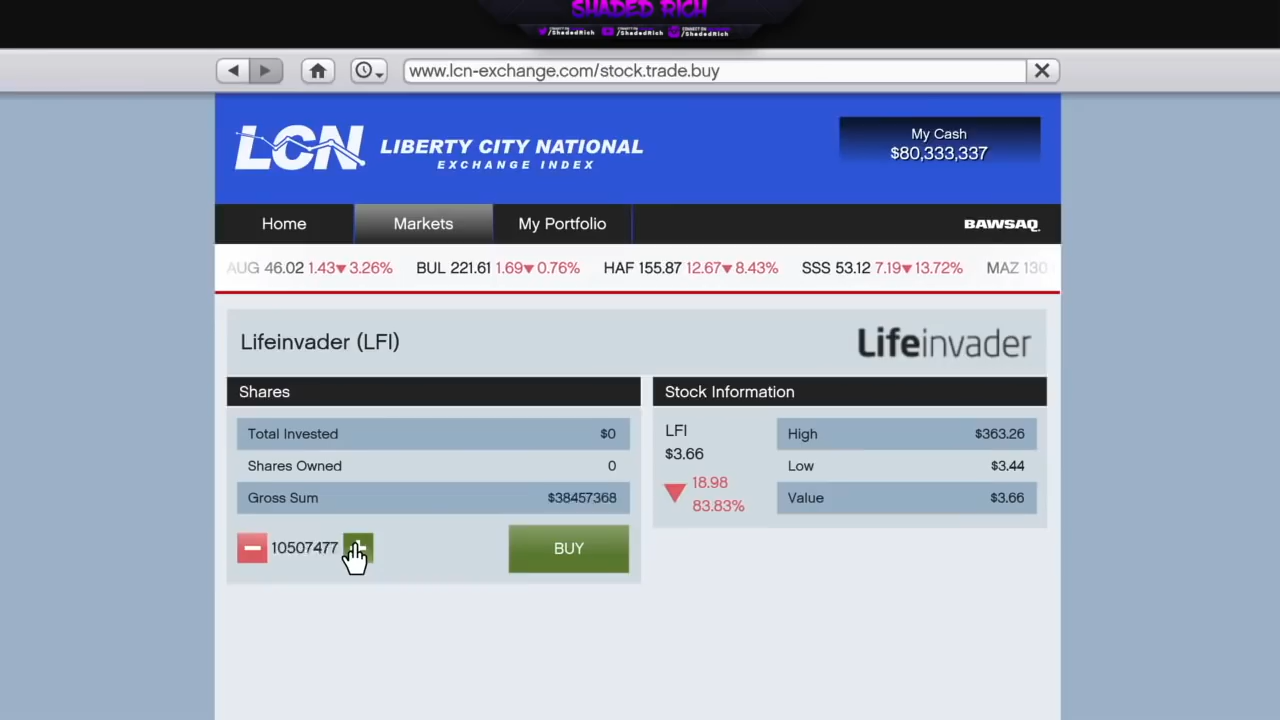 SHADED RICH
/ShadedRich /ShadedRich /ShadedRich
www.lcn-exchange.com/stock.trade.buy
LCN LIBERTY CITY NATIONAL
EXCHANGE INDEX
My Cash
$80,333,337
Home Markets My Portfolio BAWSAQ
AUG 46.02 1.43▼3.26% BUL 221.61 1.69▼0.76% HAF 155.87 12.67▼8.43% SSS 53.12 7.19▼13.72% MAZ 130
Lifeinvader (LFI) Lifeinvader
Shares
Total Invested $0
Shares Owned 0
Gross Sum $38457368
10507477 BUY
Stock Information
LFI
$3.66
18.98
83.83%
High $363.26
Low $3.44
Value $3.66